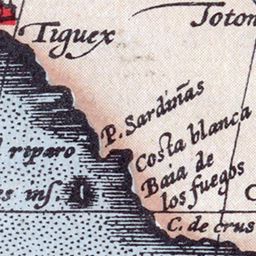 Toton
Tiguex
P. Sardiñas
Costa blanca
riparo
Baia de
los fuegos
es ins.
C. de crus